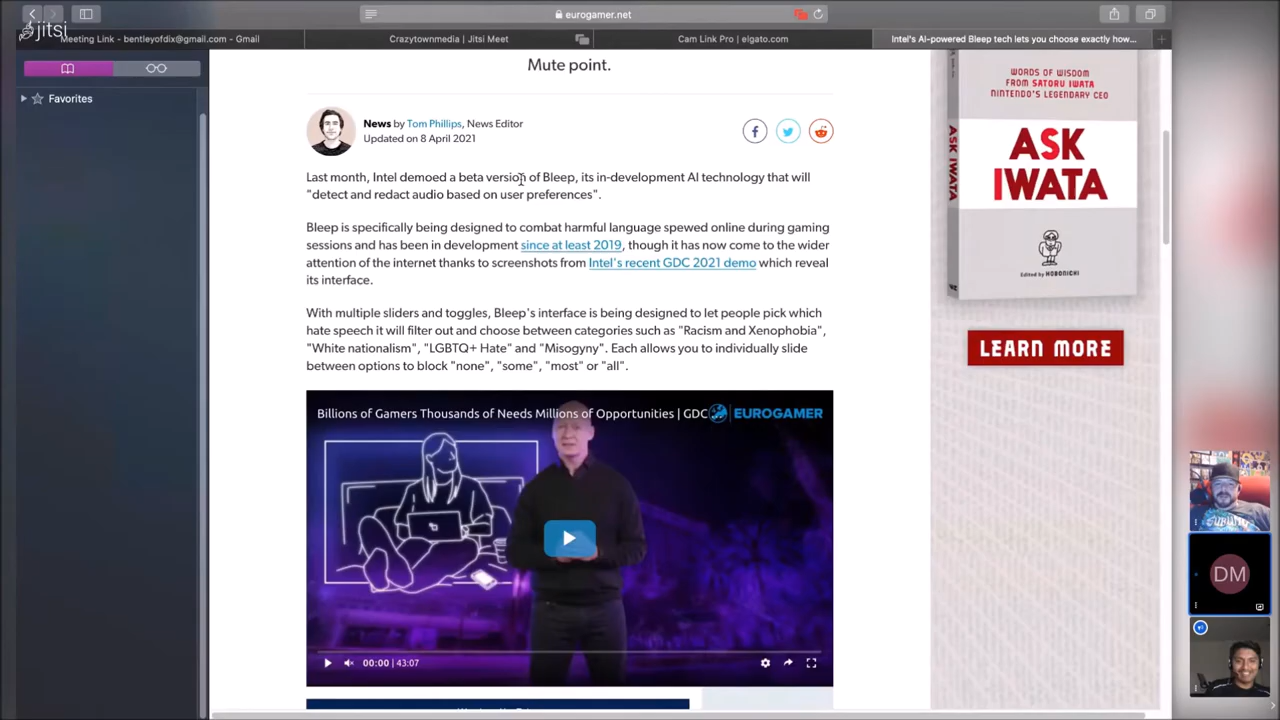 jitsi
eurogamer.net
Meeting Link - bentleyofdix@gmail.com - Gmail
Crazytownmedia | Jitsi Meet
Cam Link Pro | elgato.com
Intel's AI-powered Bleep tech lets you choose exactly how...
Favorites
Mute point.
News by Tom Phillips, News Editor
Updated on 8 April 2021
Last month, Intel demoed a beta version of Bleep, its in-development AI technology that will
"detect and redact audio based on user preferences".
Bleep is specifically being designed to combat harmful language spewed online during gaming
sessions and has been in development since at least 2019, though it has now come to the wider
attention of the internet thanks to screenshots from Intel's recent GDC 2021 demo which reveal
its interface.
With multiple sliders and toggles, Bleep's interface is being designed to let people pick which
hate speech it will filter out and choose between categories such as "Racism and Xenophobia",
"White nationalism", "LGBTQ+ Hate" and "Misogyny". Each allows you to individually slide
between options to block "none", "some", "most" or "all".
Billions of Gamers Thousands of Needs Millions of Opportunities | GDC
EUROGAMER
00:00 | 43:07
WORDS OF WISDOM
FROM SATORU IWATA
NINTENDO'S LEGENDARY CEO
ASK IWATA
ASK
IWATA
Edited by HOBONICHI
LEARN MORE
DM